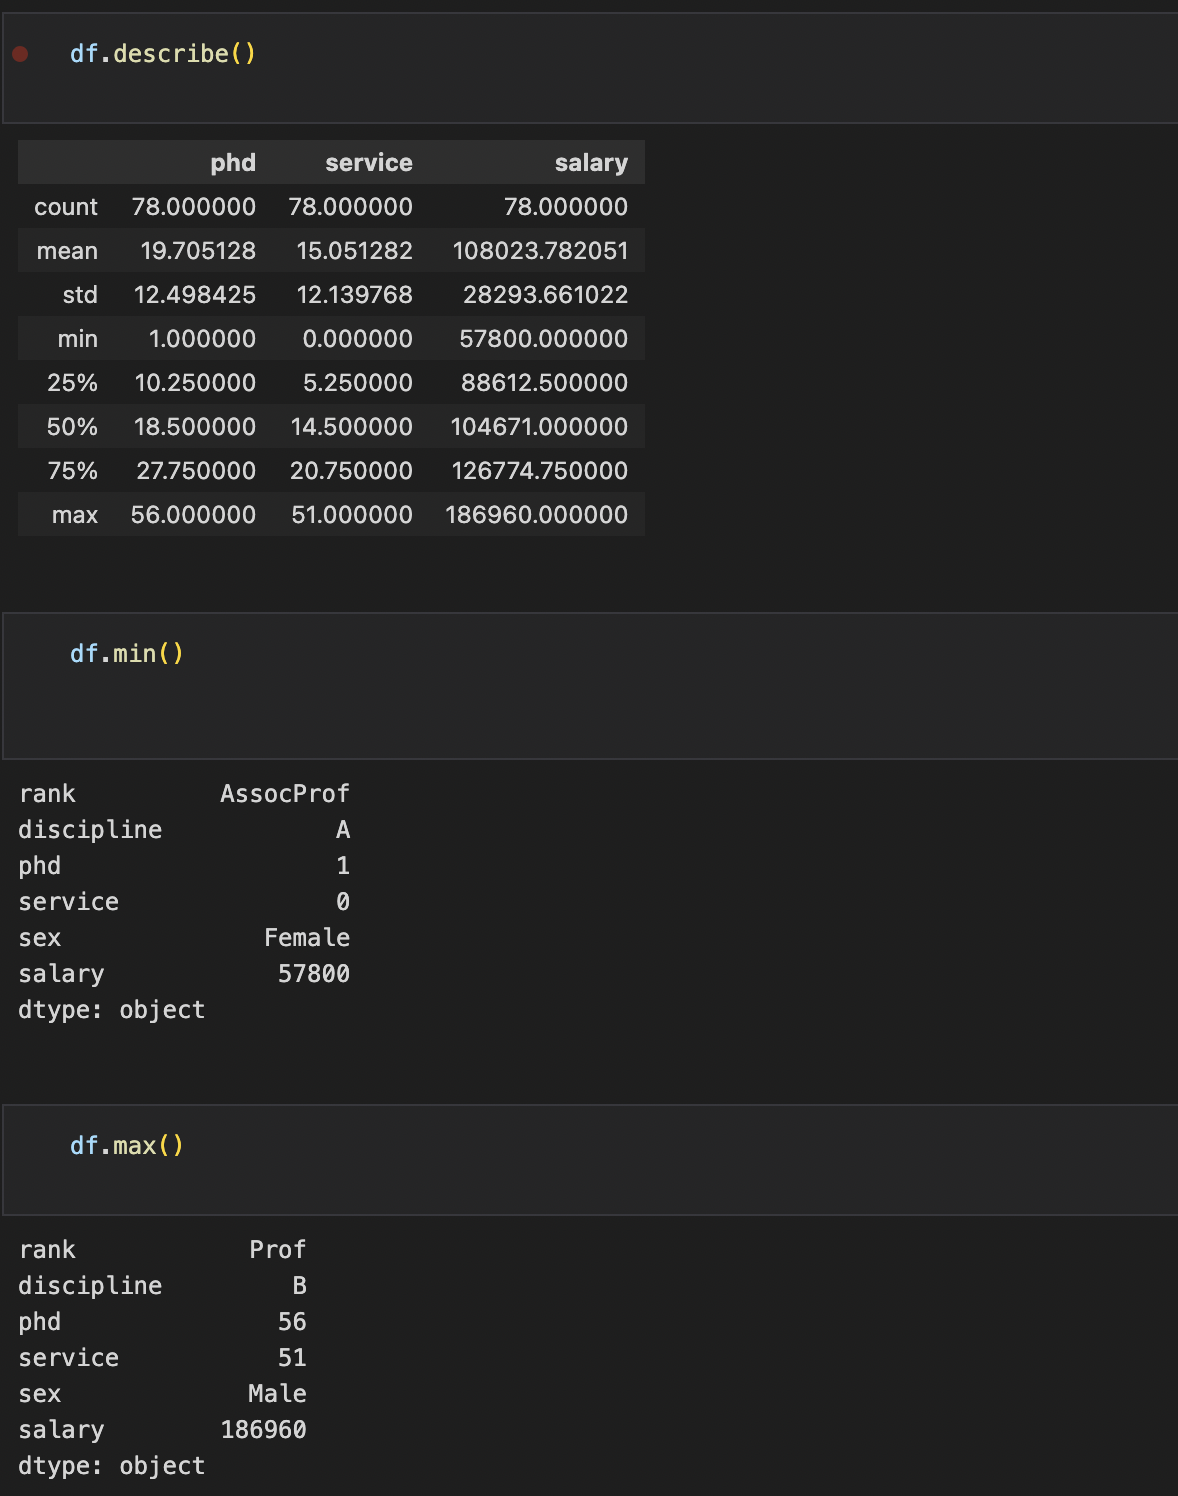 df.describe()
phd service salary
count 78.000000 78.000000 78.000000
mean 19.705128 15.051282 108023.782051
std 12.498425 12.139768 28293.661022
min 1.000000 0.000000 57800.000000
25% 10.250000 5.250000 88612.500000
50% 18.500000 14.500000 104671.000000
75% 27.750000 20.750000 126774.750000
max 56.000000 51.000000 186960.000000
df.min()
rank AssocProf
discipline A
phd 1
service 0
sex Female
salary 57800
dtype: object
df.max()
rank Prof
discipline B
phd 56
service 51
sex Male
salary 186960
dtype: object